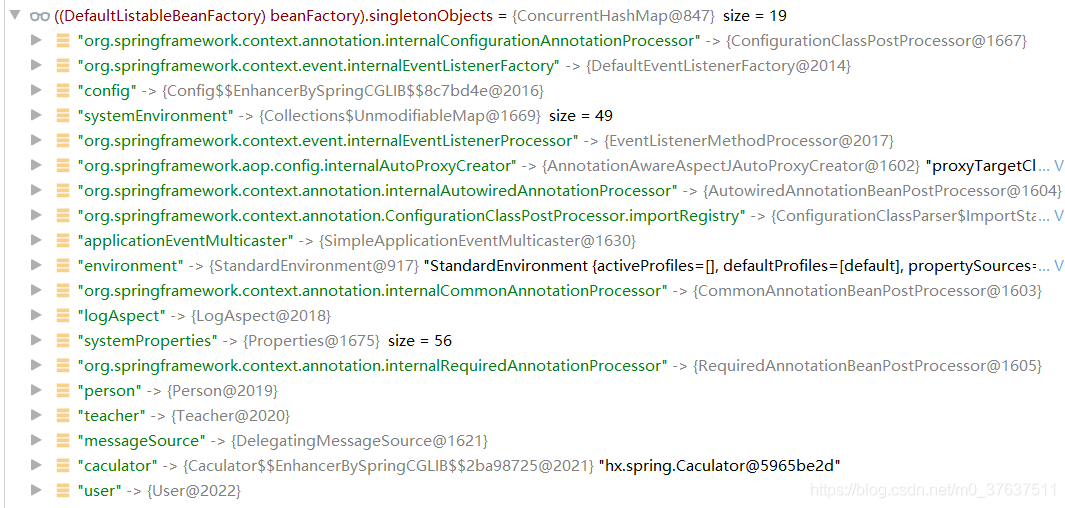 ((DefaultListableBeanFactory) beanFactory).singletonObjects = {ConcurrentHashMap@847} size = 19
"org.springframework.context.annotation.internalConfigurationAnnotationProcessor" -> {ConfigurationClassPostProcessor@1667}
"org.springframework.context.event.internalEventListenerFactory" -> {DefaultEventListenerFactory@2014}
"config" -> {Config$$EnhancerBySpringCGLIB$$8c7bd4e@2016}
"systemEnvironment" -> {Collections$UnmodifiableMap@1669} size = 49
"org.springframework.context.event.internalEventListenerProcessor" -> {EventListenerMethodProcessor@2017}
"org.springframework.aop.config.internalAutoProxyCreator" -> {AnnotationAwareAspectJAutoProxyCreator@1602} "proxyTargetCl... V
"org.springframework.context.annotation.internalAutowiredAnnotationProcessor" -> {AutowiredAnnotationBeanPostProcessor@1604}
"org.springframework.context.annotation.ConfigurationClassPostProcessor.importRegistry" -> {ConfigurationClassParser$ImportSta... V
"applicationEventMulticaster" -> {SimpleApplicationEventMulticaster@1630}
"environment" -> {StandardEnvironment@917} "StandardEnvironment {activeProfiles=[], defaultProfiles=[default], propertySources=... V
"org.springframework.context.annotation.internalCommonAnnotationProcessor" -> {CommonAnnotationBeanPostProcessor@1603}
"logAspect" -> {LogAspect@2018}
"systemProperties" -> {Properties@1675} size = 56
"org.springframework.context.annotation.internalRequiredAnnotationProcessor" -> {RequiredAnnotationBeanPostProcessor@1605}
"person" -> {Person@2019}
"teacher" -> {Teacher@2020}
"messageSource" -> {DelegatingMessageSource@1621}
"caculator" -> {Caculator$$EnhancerBySpringCGLIB$$2ba98725@2021} "hx.spring.Caculator@5965be2d"
"user" -> {User@2022}
https://blog.csdn.net/m0_37637511